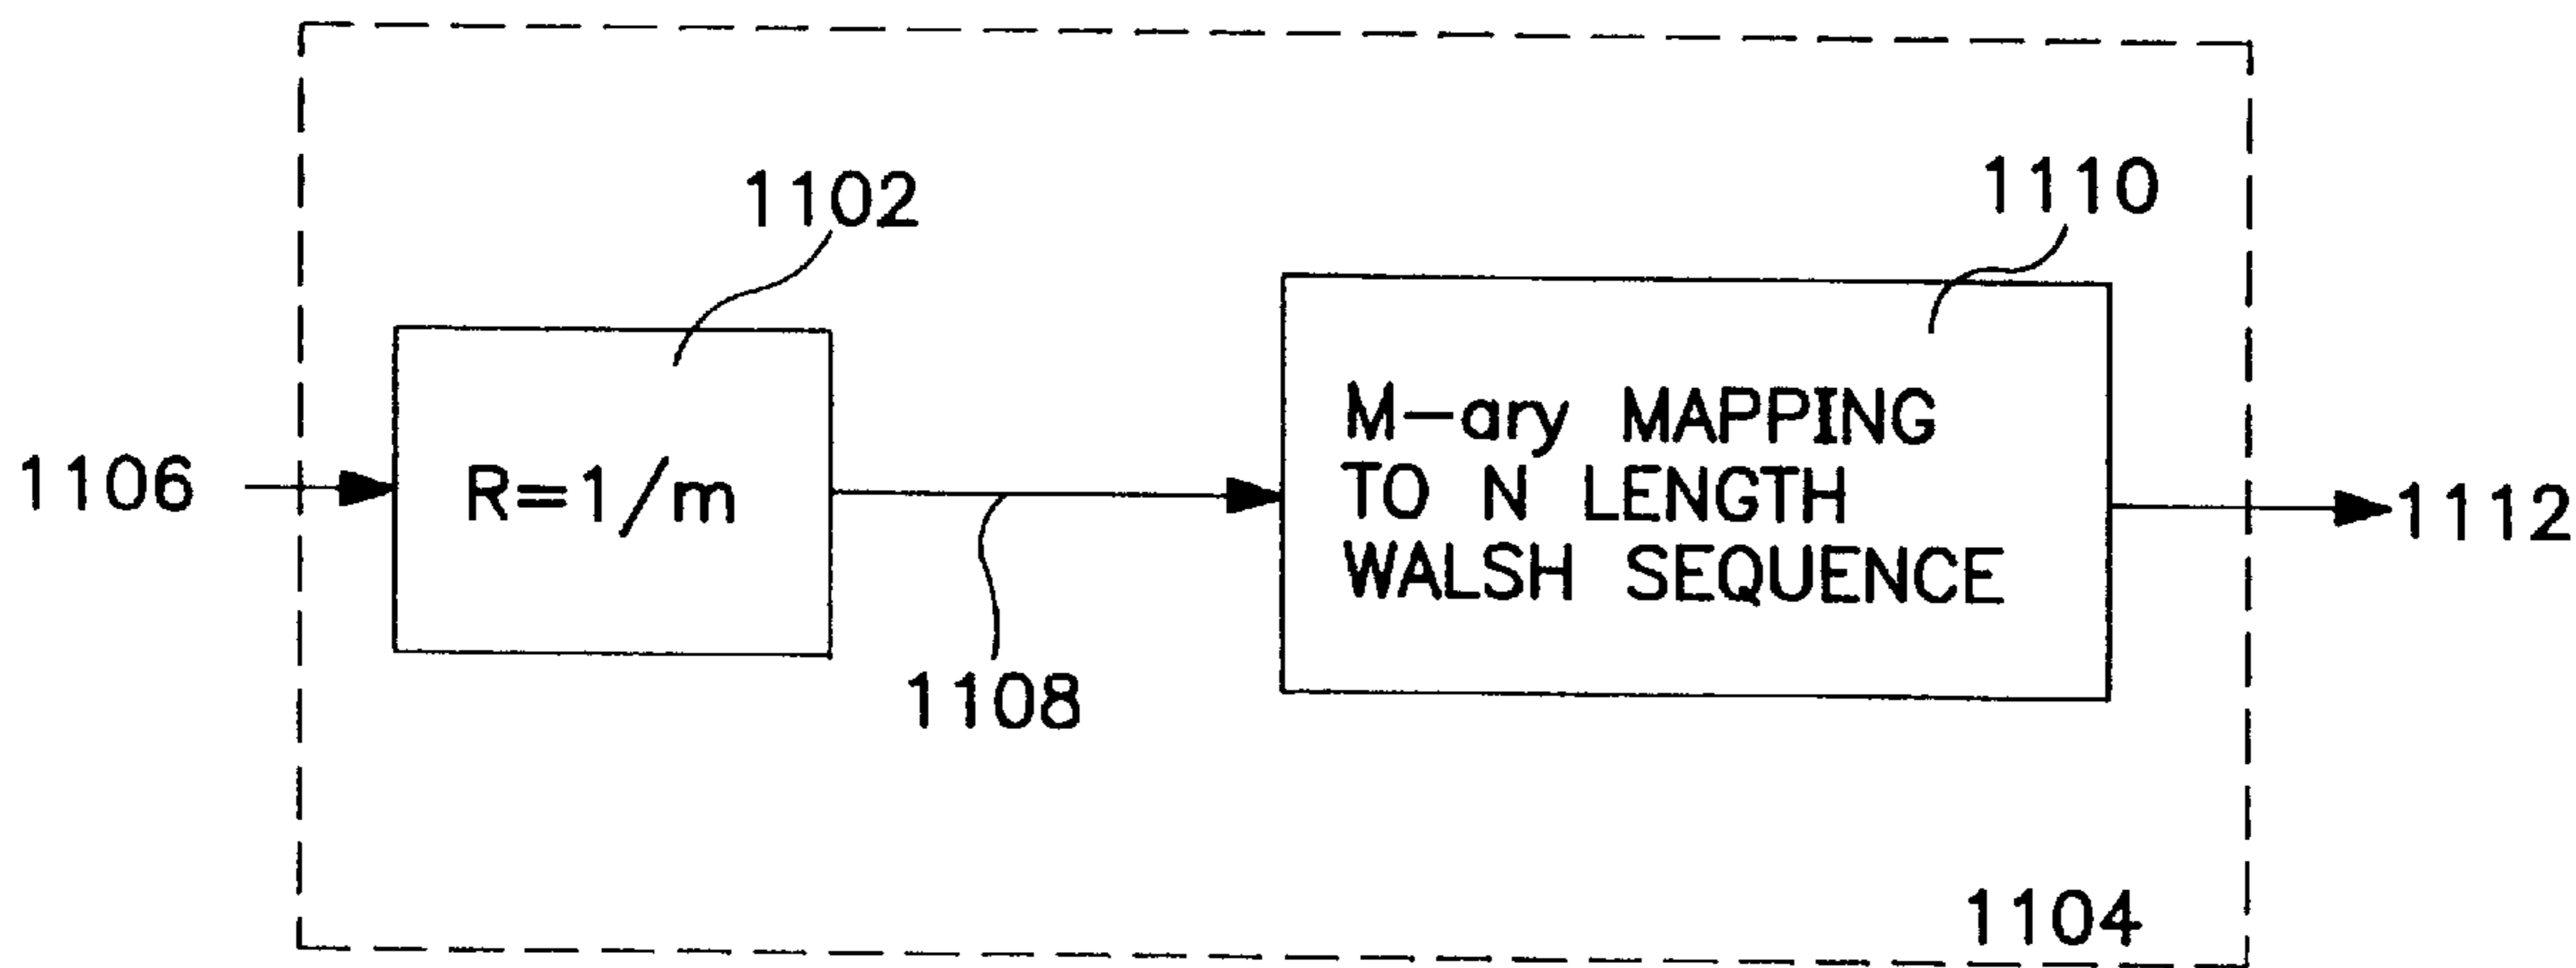 1102
1110
1106
R=1/m
M-ary MAPPING
TO N LENGTH
WALSH SEQUENCE
1112
1108
1104